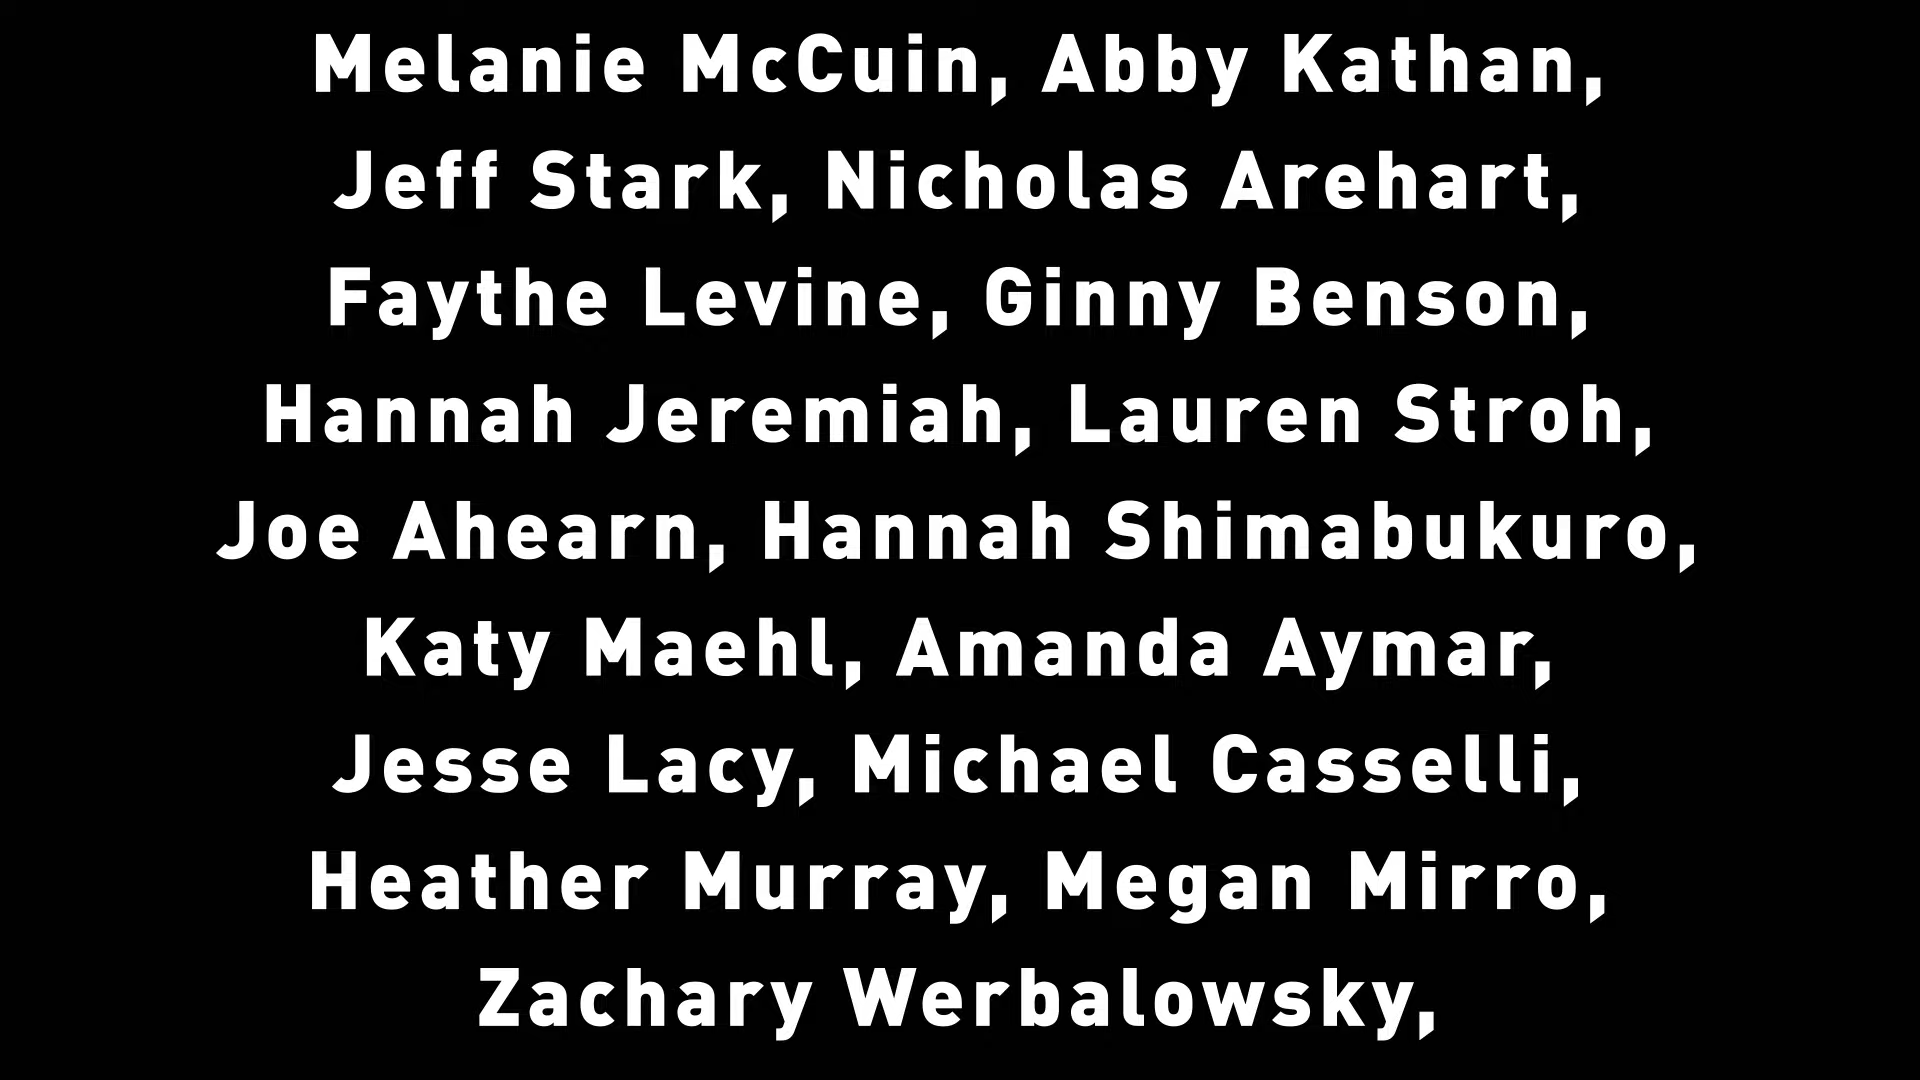 Melanie McCuin, Abby Kathan,
Jeff Stark, Nicholas Arehart,
Faythe Levine, Ginny Benson,
Hannah Jeremiah, Lauren Stroh,
Joe Ahearn, Hannah Shimabukuro,
Katy Maehl, Amanda Aymar,
Jesse Lacy, Michael Casselli,
Heather Murray, Megan Mirro,
Zachary Werbalowsky,